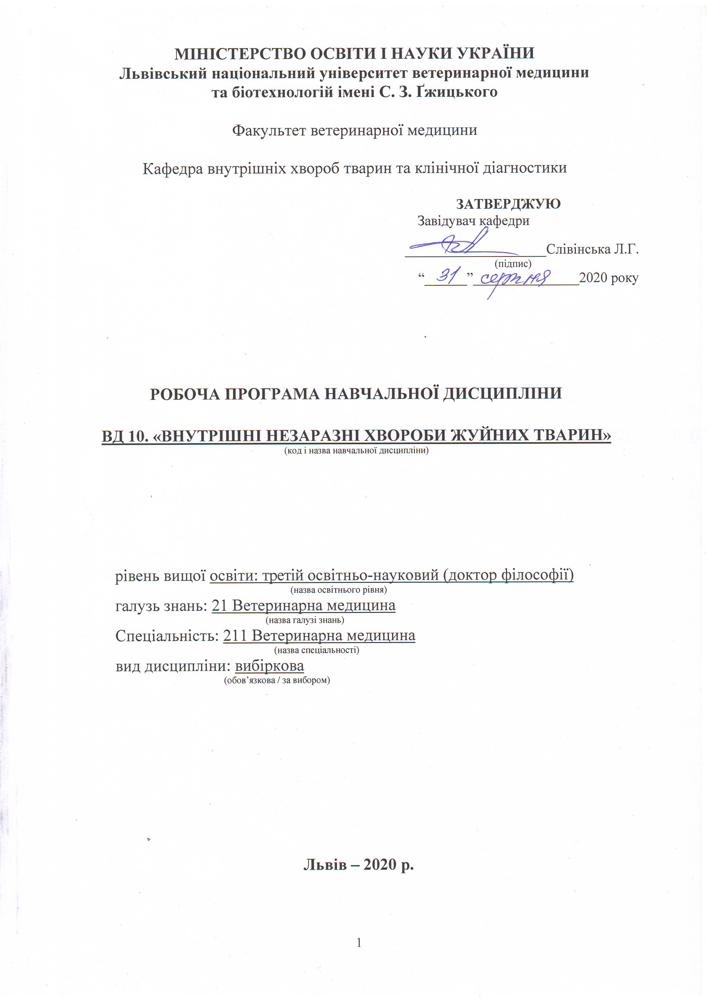 МІНІСТЕРСТВО ОСВІТИ І НАУКИ УКРАЇНИ
Львівський національний університет ветеринарної медицини
та біотехнологій імені С. З. Ґжицького
Факультет ветеринарної медицини
Кафедра внутрішніх хвороб тварин та клінічної діагностики
ЗАТВЕРДЖУЮ
Завідувач кафедри
____________________Слівінська Л.Г.
(підпис)
“ 31 ” серпня 2020 року
РОБОЧА ПРОГРАМА НАВЧАЛЬНОЇ ДИСЦИПЛІНИ
ВД 10. «ВНУТРІШНІ НЕЗАРАЗНІ ХВОРОБИ ЖУЙНИХ ТВАРИН»
(код і назва навчальної дисципліни)
рівень вищої освіти: третій освітньо-науковий (доктор філософії)
(назва освітнього рівня)
галузь знань: 21 Ветеринарна медицина
(назва галузі знань)
Спеціальність: 211 Ветеринарна медицина
(назва спеціальності)
вид дисципліни: вибіркова
(обов’язкова / за вибором)
Львів – 2020 р.
1